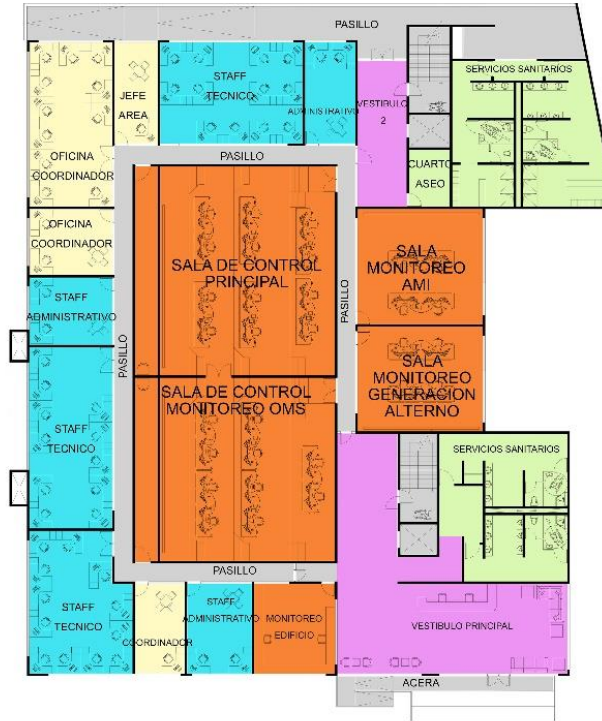 PASILLO
STAFF
TECNICO
JEFE
AREA
ADMINISTRATIVO
VESTIBULO
2
SERVICIOS SANITARIOS
OFICINA
COORDINADOR
PASILLO
CUARTO
ASEO
OFICINA
COORDINADOR
SALA DE CONTROL
PRINCIPAL
SALA
MONITOREO
AMI
STAFF
ADMINISTRATIVO
PASILLO
PASILLO
SALA DE CONTROL
MONITOREO OMS
SALA
MONITOREO
GENERACION
ALTERNO
STAFF
TECNICO
SERVICIOS SANITARIOS
PASILLO
STAFF
TECNICO
COORDINADOR
STAFF
ADMINISTRATIVO
MONITOREO
EDIFICIO
VESTIBULO PRINCIPAL
ACERA